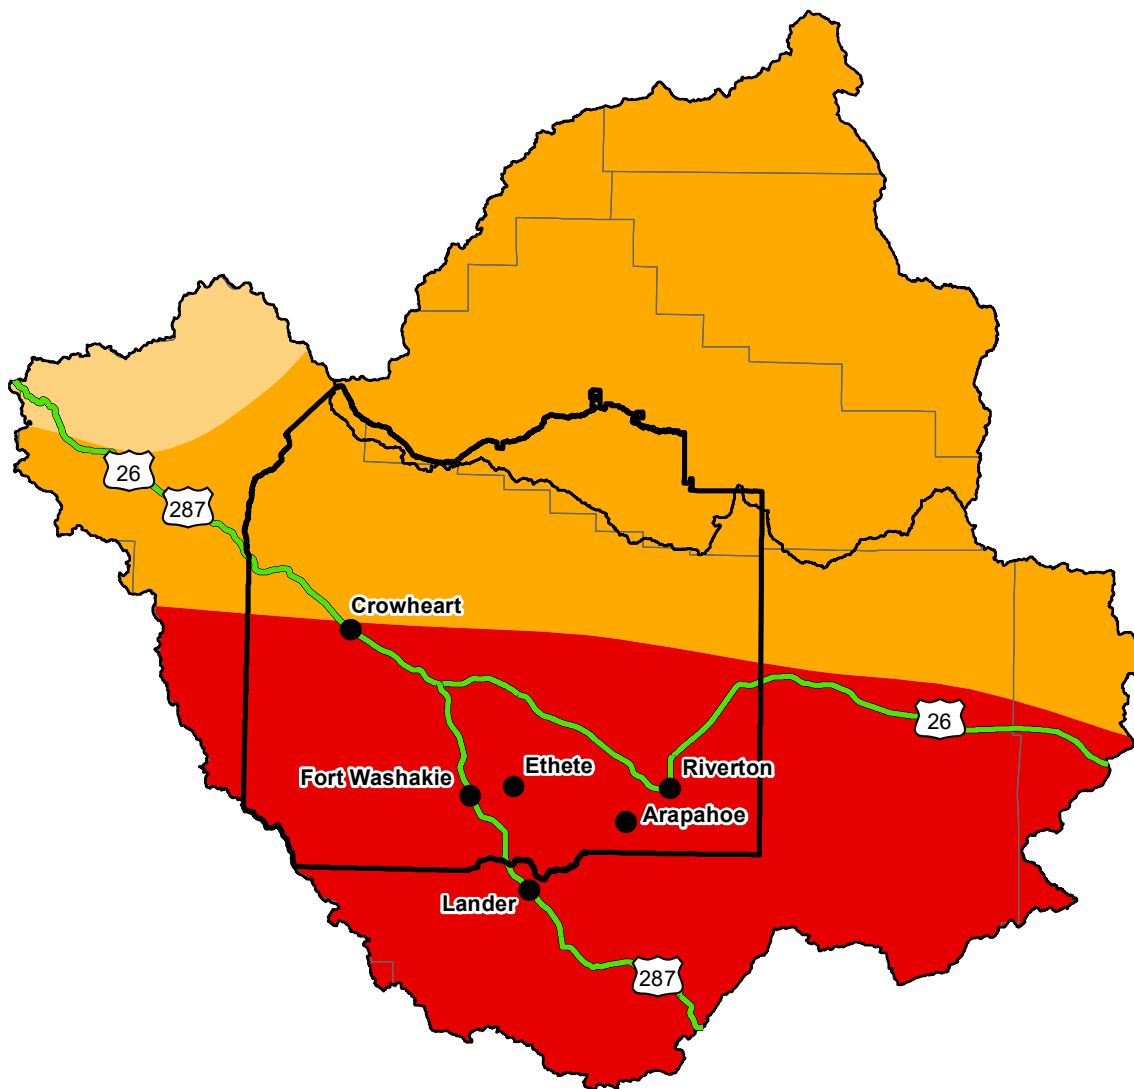 26
287
Crowheart
26
Ethete
Riverton
Fort Washakie
Arapahoe
Lander
287